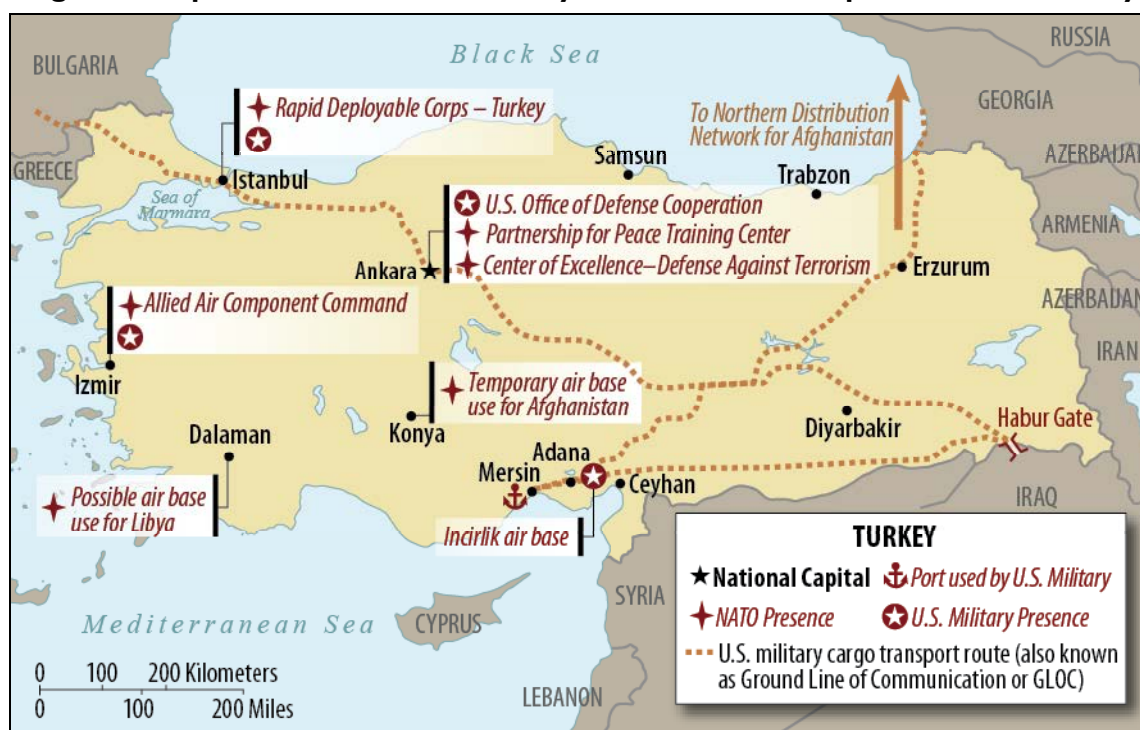 BULGARIA
Black Sea
RUSSIA
GEORGIA
To Northern Distribution
Network for Afghanistan
Rapid Deployable Corps – Turkey
GREECE
Istanbul
Sea of
Marmara
Samsun
Trabzon
AZERBAIJAN
ARMENIA
U.S. Office of Defense Cooperation
Partnership for Peace Training Center
Center of Excellence–Defense Against Terrorism
Ankara
Erzurum
AZERBAIJAN
IRAN
Allied Air Component Command
Izmir
Temporary air base
use for Afghanistan
Konya
Dalaman
Diyarbakir
Habur Gate
Adana
Mersin
Ceyhan
IRAQ
Possible air base
use for Libya
Incirlik air base
SYRIA
CYPRUS
Mediterranean Sea
LEBANON
0 100 200 Kilometers
0 100 200 Miles
TURKEY
National Capital
Port used by U.S. Military
NATO Presence
U.S. Military Presence
U.S. military cargo transport route (also known
as Ground Line of Communication or GLOC)